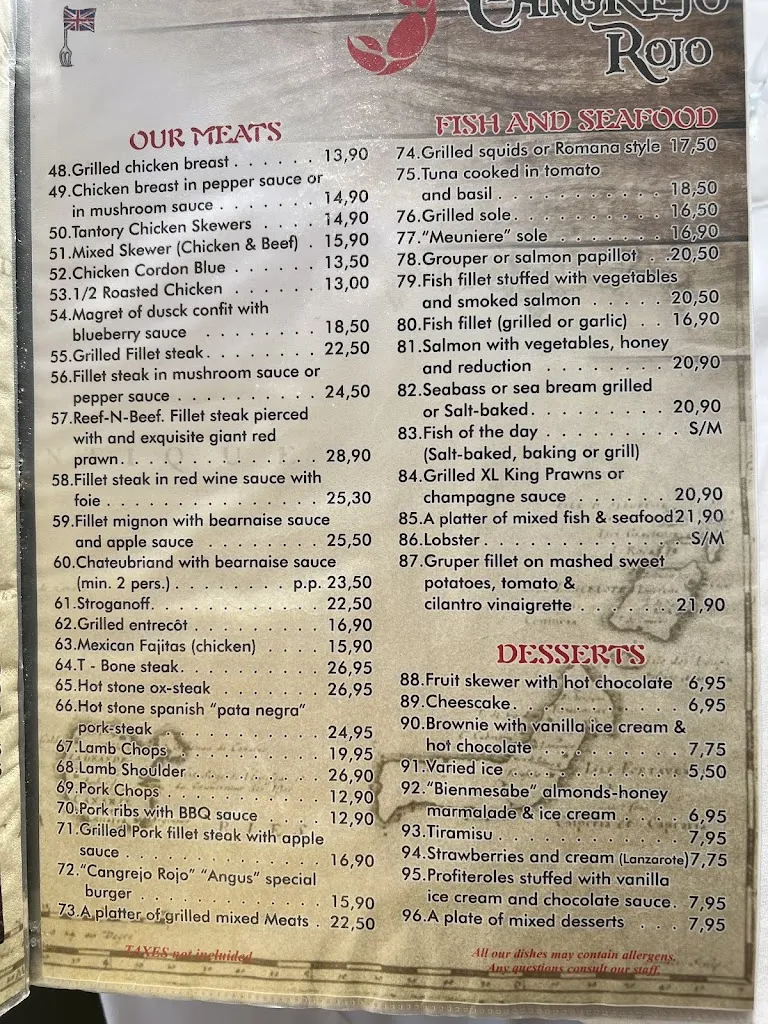 CANGREJO
ROJO
OUR MEATS
48.Grilled chicken breast . . . . . . 13,90
49.Chicken breast in pepper sauce or
in mushroom sauce . . . . . . . 14,90
50.Tantory Chicken Skewers . . . . . 14,90
51.Mixed Skewer (Chicken & Beef) . 15,90
52.Chicken Cordon Blue . . . . . . 13,50
53.1/2 Roasted Chicken . . . . . . 13,00
54.Magret of dusck confit with
blueberry sauce . . . . . . . . 18,50
55.Grilled Fillet steak. . . . . . . . 22,50
56.Fillet steak in mushroom sauce or
pepper sauce . . . . . . . . . . 24,50
57.Reef-N-Beef. Fillet steak pierced
with and exquisite giant red
prawn. . . . . . . . . . . . . . 28,90
58.Fillet steak in red wine sauce with
foie . . . . . . . . . . . . . . . 25,30
59.Fillet mignon with bearnaise sauce
and apple sauce . . . . . . . . 25,50
60.Chateubriand with bearnaise sauce
(min. 2 pers.) . . . . . . . . p.p. 23,50
61.Stroganoff. . . . . . . . . . . . 22,50
62.Grilled entrecôt . . . . . . . . . 16,90
63.Mexican Fajitas (chicken) . . . . 15,90
64.T - Bone steak. . . . . . . . . . 26,95
65.Hot stone ox-steak . . . . . . . 26,95
66.Hot stone spanish "pata negra"
pork-steak . . . . . . . . . . . 24,95
67.Lamb Chops . . . . . . . . . . . 19,95
68.Lamb Shoulder . . . . . . . . . 26,90
69.Pork Chops . . . . . . . . . . . 12,90
70.Pork ribs with BBQ sauce . . . . 12,90
71.Grilled Pork fillet steak with apple
sauce . . . . . . . . . . . . . . 16,90
72."Cangrejo Rojo" "Angus" special
burger . . . . . . . . . . . . . 15,90
73.A platter of grilled mixed Meats . 22,50
TAXES not includided
FISH AND SEAFOOD
74.Grilled squids or Romana style 17,50
75.Tuna cooked in tomato
and basil . . . . . . . . . . . . 18,50
76.Grilled sole. . . . . . . . . . . . 16,50
77."Meuniere" sole . . . . . . . . 16,90
78.Grouper or salmon papillot . . .20,50
79.Fish fillet stuffed with vegetables
and smoked salmon . . . . . . 20,50
80.Fish fillet (grilled or garlic) . . . 16,90
81.Salmon with vegetables, honey
and reduction . . . . . . . . . 20,90
82.Seabass or sea bream grilled
or Salt-baked. . . . . . . . . . 20,90
83.Fish of the day . . . . . . . . . S/M
(Salt-baked, baking or grill)
84.Grilled XL King Prawns or
champagne sauce . . . . . . . 20,90
85.A platter of mixed fish & seafood21,90
86.Lobster. . . . . . . . . . . . . . S/M
87.Gruper fillet on mashed sweet
potatoes, tomato &
cilantro vinaigrette . . . . . . . 21,90
DESSERTS
88.Fruit skewer with hot chocolate 6,95
89.Cheescake. . . . . . . . . . . . 6,95
90.Brownie with vanilla ice cream &
hot chocolate . . . . . . . . . . 7,75
91.Varied ice . . . . . . . . . . . . 5,50
92."Bienmesabe" almonds-honey
marmalade & ice cream . . . . 6,95
93.Tiramisu . . . . . . . . . . . . . 7,95
94.Strawberries and cream (Lanzarote)7,75
95.Profiteroles stuffed with vanilla
ice cream and chocolate sauce. 7,95
96.A plate of mixed desserts . . . 7,95
All our dishes may contain allergens.
Any questions consult our staff.